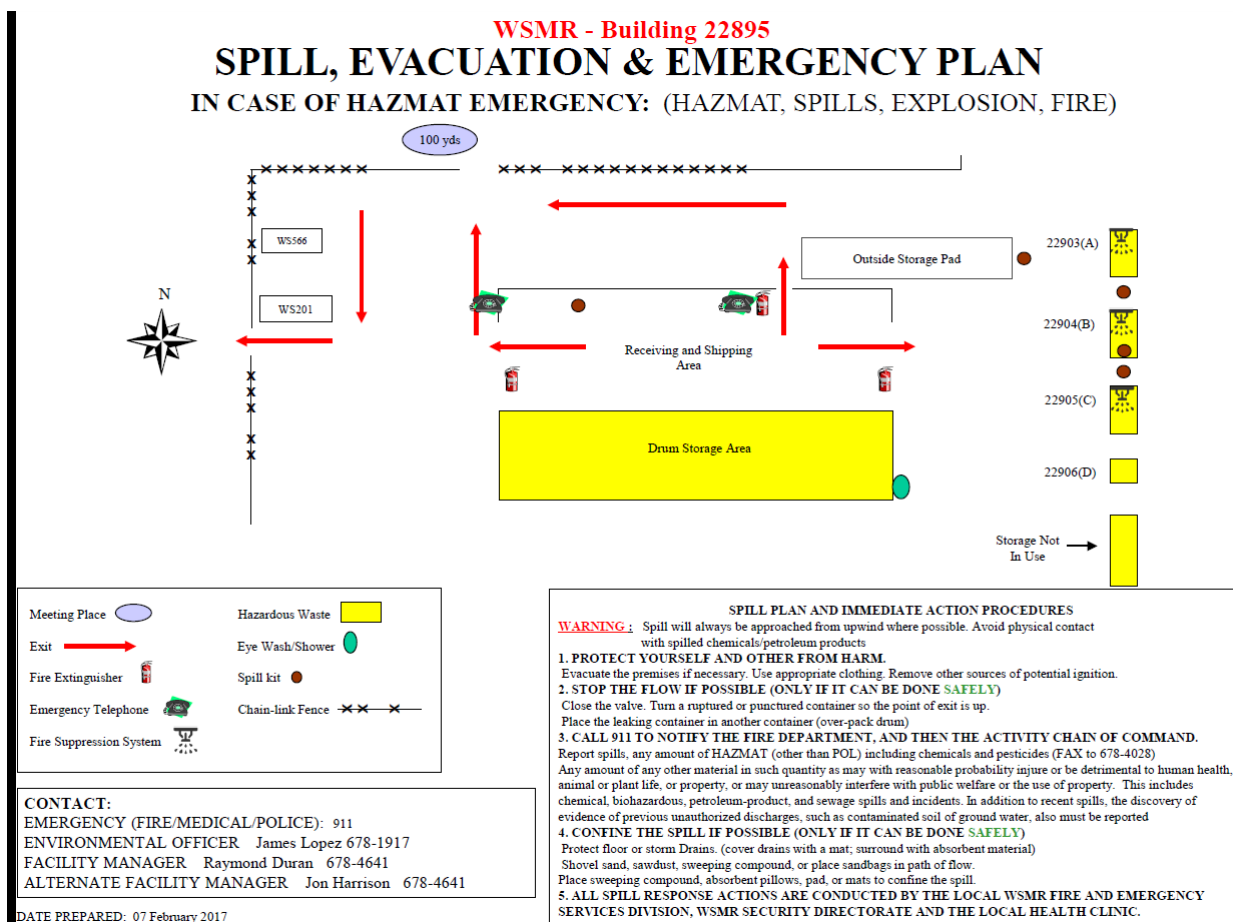 WSMR - Building 22895
SPILL, EVACUATION & EMERGENCY PLAN
IN CASE OF HAZMAT EMERGENCY: (HAZMAT, SPILLS, EXPLOSION, FIRE)
100 yds
WS566
Outside Storage Pad
22903(A)
N
WS201
22904(B)
Receiving and Shipping
Area
22905(C)
Drum Storage Area
22906(D)
Storage Not
In Use
Meeting Place
Hazardous Waste
Exit
Eye Wash/Shower
Fire Extinguisher
Spill kit
Emergency Telephone
Chain-link Fence
Fire Suppression System
CONTACT:
EMERGENCY (FIRE/MEDICAL/POLICE): 911
ENVIRONMENTAL OFFICER James Lopez 678-1917
FACILITY MANAGER Raymond Duran 678-4641
ALTERNATE FACILITY MANAGER Jon Harrison 678-4641
DATE PREPARED: 07 February 2017
SPILL PLAN AND IMMEDIATE ACTION PROCEDURES
WARNING : Spill will always be approached from upwind where possible. Avoid physical contact
with spilled chemicals/petroleum products
1. PROTECT YOURSELF AND OTHER FROM HARM.
Evacuate the premises if necessary. Use appropriate clothing. Remove other sources of potential ignition.
2. STOP THE FLOW IF POSSIBLE (ONLY IF IT CAN BE DONE SAFELY)
Close the valve. Turn a ruptured or punctured container so the point of exit is up.
Place the leaking container in another container (over-pack drum)
3. CALL 911 TO NOTIFY THE FIRE DEPARTMENT, AND THEN THE ACTIVITY CHAIN OF COMMAND.
Report spills, any amount of HAZMAT (other than POL) including chemicals and pesticides (FAX to 678-4028)
Any amount of any other material in such quantity as may with reasonable probability injure or be detrimental to human health,
animal or plant life, or property, or may unreasonably interfere with public welfare or the use of property. This includes
chemical, biohazardous, petroleum-product, and sewage spills and incidents. In addition to recent spills, the discovery of
evidence of previous unauthorized discharges, such as contaminated soil of ground water, also must be reported
4. CONFINE THE SPILL IF POSSIBLE (ONLY IF IT CAN BE DONE SAFELY)
Protect floor or storm Drains. (cover drains with a mat; surround with absorbent material)
Shovel sand, sawdust, sweeping compound, or place sandbags in path of flow.
Place sweeping compound, absorbent pillows, pad, or mats to confine the spill.
5. ALL SPILL RESPONSE ACTIONS ARE CONDUCTED BY THE LOCAL WSMR FIRE AND EMERGENCY
SERVICES DIVISION, WSMR SECURITY DIRECTORATE AND THE LOCAL HEALTH CLINIC.